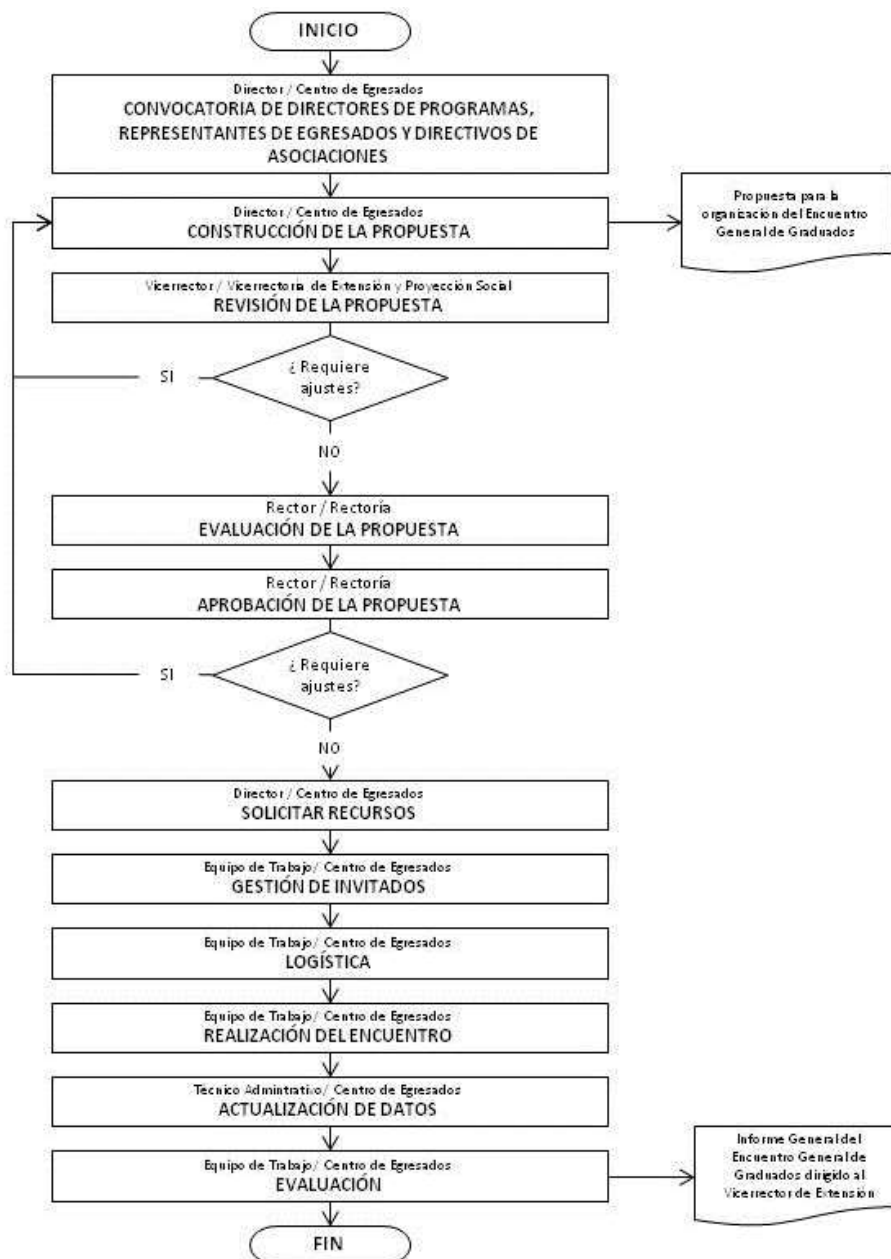 INICIO
Director / Centro de Egresados
CONVOCATORIA DE DIRECTORES DE PROGRAMAS,
REPRESENTANTES DE EGRESADOS Y DIRECTIVOS DE
ASOCIACIONES
Director / Centro de Egresados
CONSTRUCCIÓN DE LA PROPUESTA
Propuesta para la
organización del Encuentro
General de Graduados
Vicerrector / Vicerrectoría de Extensión y Proyección Social
REVISIÓN DE LA PROPUESTA
SI
¿ Requiere
ajustes?
NO
Rector / Rectoría
EVALUACIÓN DE LA PROPUESTA
Rector / Rectoría
APROBACIÓN DE LA PROPUESTA
SI
¿ Requiere
ajustes?
NO
Director / Centro de Egresados
SOLICITAR RECURSOS
Equipo de Trabajo/ Centro de Egresados
GESTIÓN DE INVITADOS
Equipo de Trabajo/ Centro de Egresados
LOGÍSTICA
Equipo de Trabajo/ Centro de Egresados
REALIZACIÓN DEL ENCUENTRO
Técnico Admintrativo/ Centro de Egresados
ACTUALIZACIÓN DE DATOS
Equipo de Trabajo/ Centro de Egresados
EVALUACIÓN
Informe General del
Encuentro General de
Graduados dirigido al
Vicerrector de Extensión
FIN